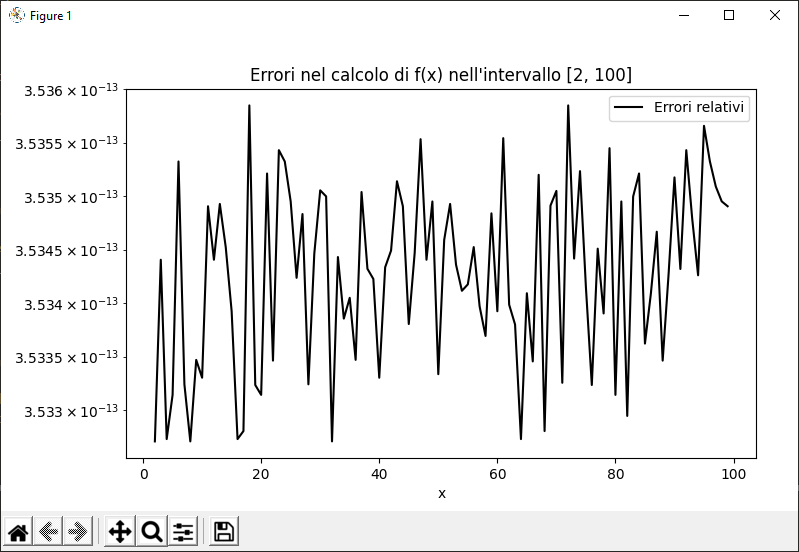 Figure 1
Errori nel calcolo di f(x) nell'intervallo [2, 100]
Errori relativi
3.536 × 10⁻¹³
3.5355 × 10⁻¹³
3.535 × 10⁻¹³
3.5345 × 10⁻¹³
3.534 × 10⁻¹³
3.5335 × 10⁻¹³
3.533 × 10⁻¹³
0 20 40 60 80 100
x